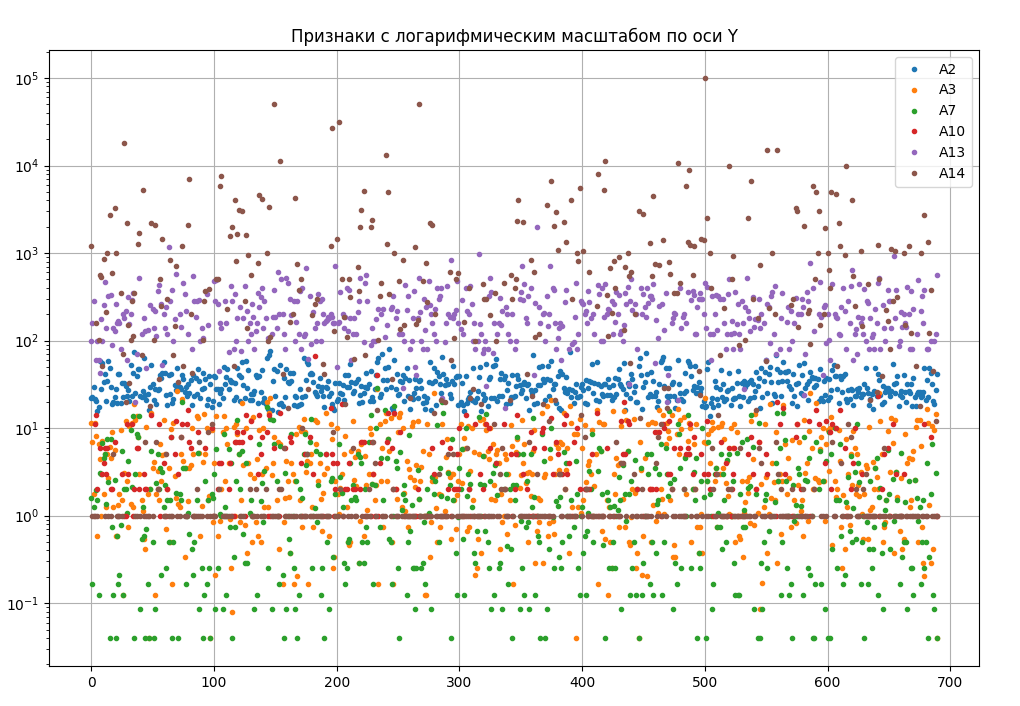 Признаки с логарифмическим масштабом по оси Y
10⁵
10⁴
10³
10²
10¹
10⁰
10⁻¹
A2
A3
A7
A10
A13
A14
0 100 200 300 400 500 600 700